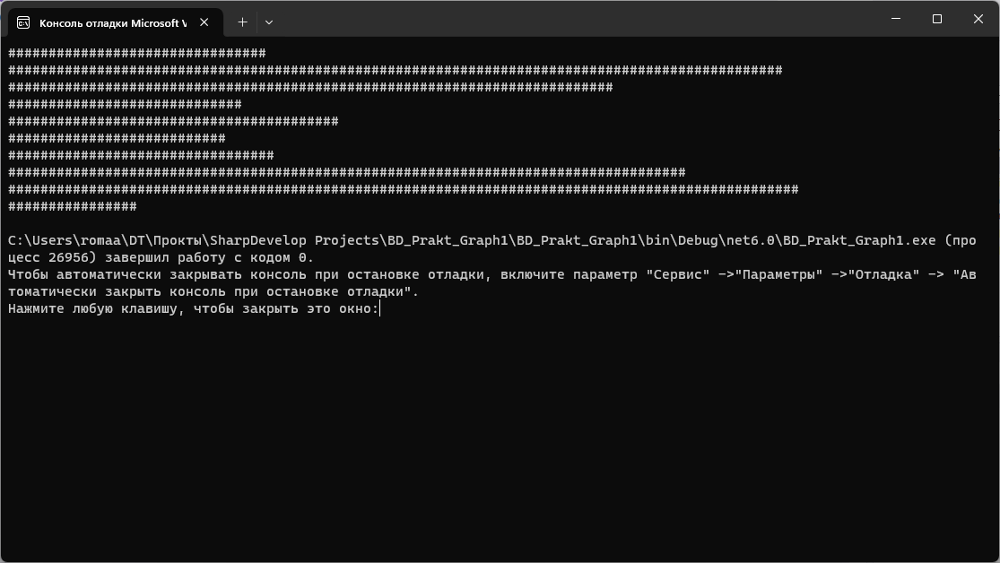 Консоль отладки Microsoft V
################################
################################################################################################
###########################################################################
#############################
#########################################
###########################
#################################
####################################################################################
##################################################################################################
################
C:\Users\romaa\DT\Прокты\SharpDevelop Projects\BD_Prakt_Graph1\BD_Prakt_Graph1\bin\Debug\net6.0\BD_Prakt_Graph1.exe (про
цесс 26956) завершил работу с кодом 0.
Чтобы автоматически закрывать консоль при остановке отладки, включите параметр "Сервис" ->"Параметры" ->"Отладка" -> "Ав
томатически закрыть консоль при остановке отладки".
Нажмите любую клавишу, чтобы закрыть это окно: